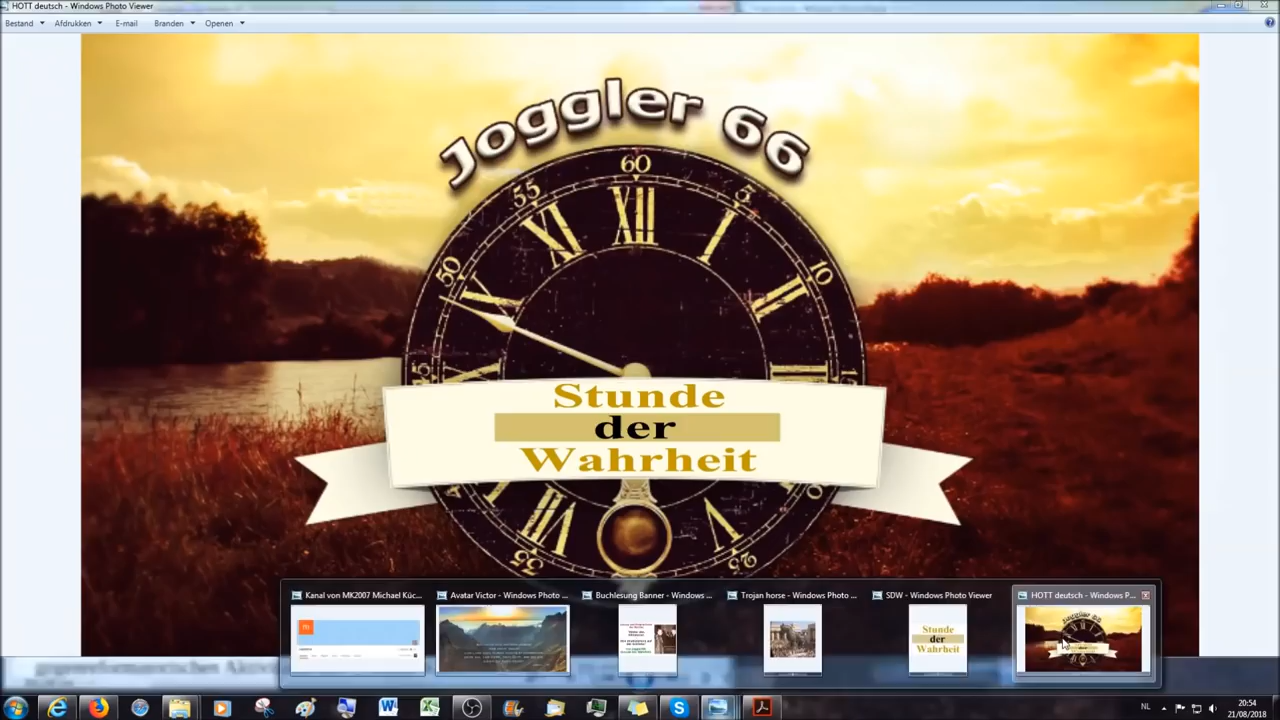 HOTT deutsch - Windows Photo Viewer
Bestand Afdrukken E-mail Branden Openen
Joggler 66
60
55 5
50 10
XII
XI I
Stunde
der
Wahrheit
25
35
Kanal von MK2007 Michael Küc...
Avatar Victor - Windows Photo ...
Buchlesung Banner - Windows ...
Trojan horse - Windows Photo ...
SDW - Windows Photo Viewer
HOTT deutsch - Windows P...
Stunde
der
Wahrheit
NL
20:54
21/08/2018